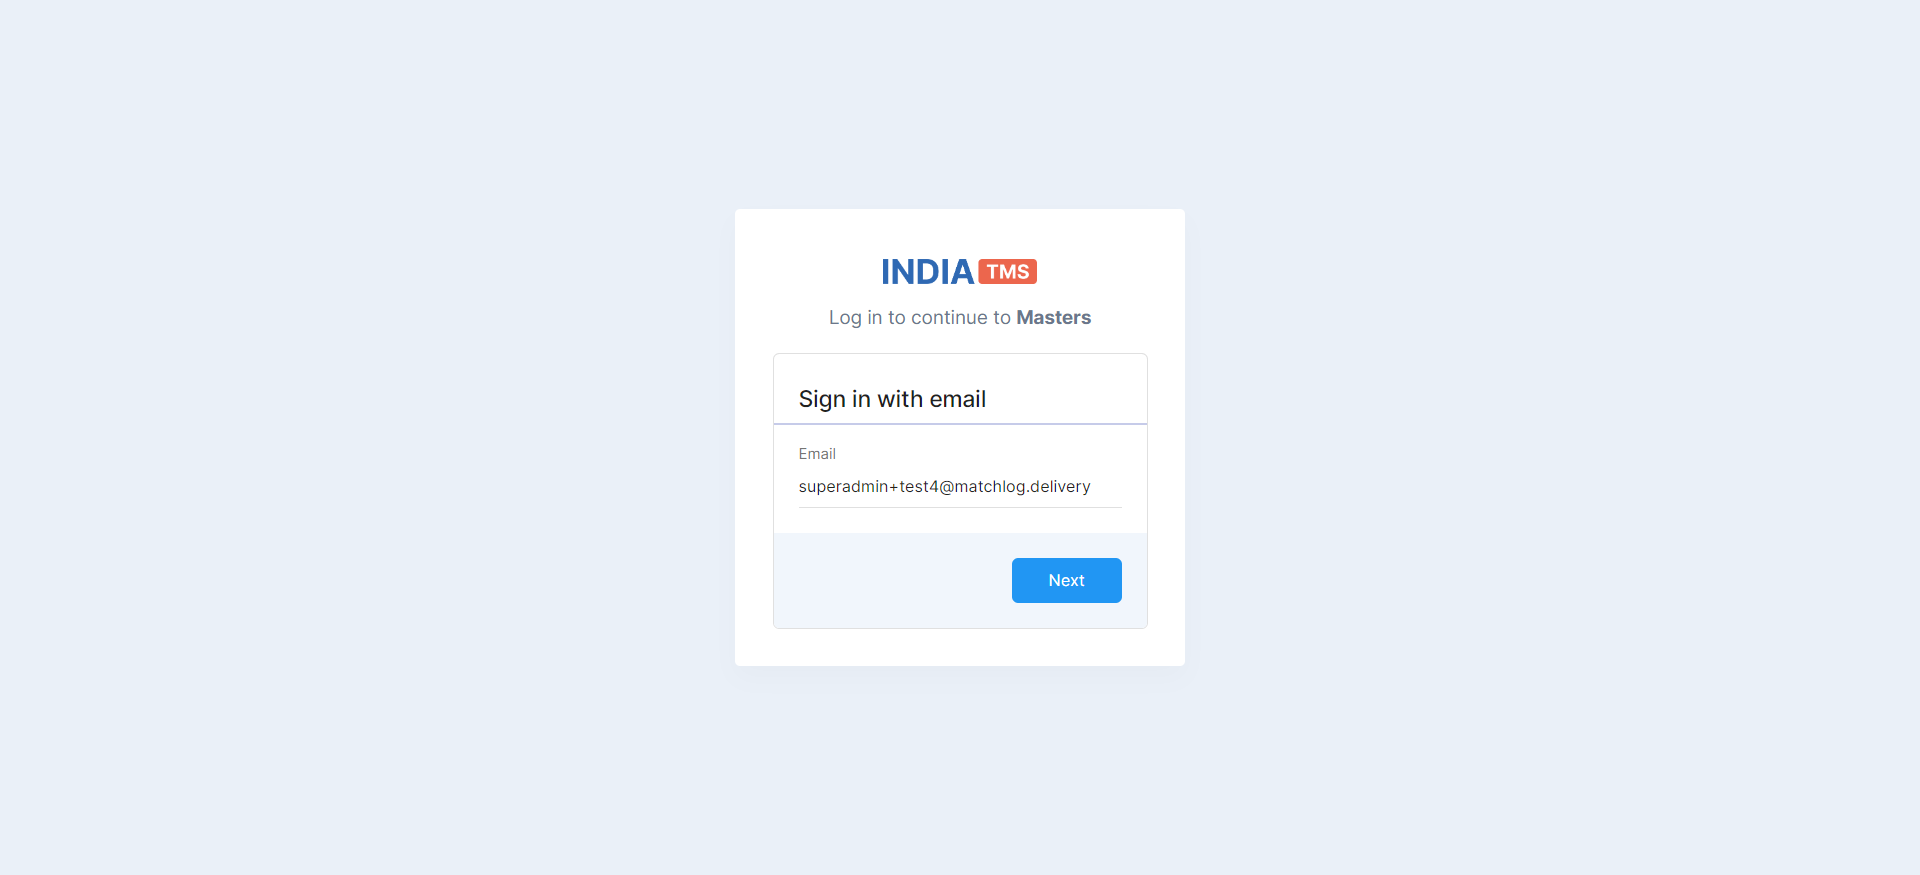 INDIA TMS
Log in to continue to Masters
Sign in with email
Email
superadmin+test4@matchlog.delivery
Next